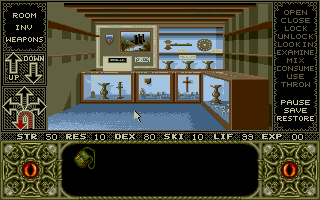 ROOM
INV
WEAPONS
UP
DOWN
OPEN
CLOSE
LOCK
UNLOCK
LOOK IN
EXAMINE
MIX
CONSUME
USE
THROW
PAUSE
SAVE
RESTORE
STR 50 RES 10 DEX 80 SKI 10 LIF 99 EXP 00